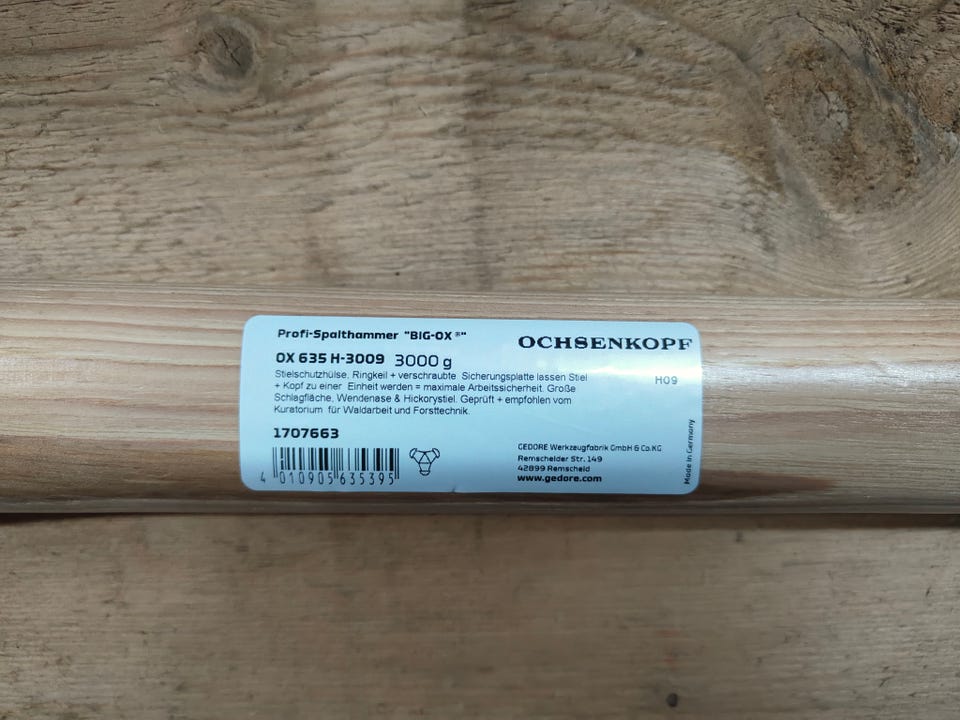 Profi-Spalthammer "BIG-OX ®"
OCHSENKOPF
OX 635 H-3009 3000 g
H09
Stielschutzhülse, Ringkeil + verschraubte Sicherungsplatte lassen Stiel
+ Kopf zu einer Einheit werden = maximale Arbeitssicherheit. Große
Schlagfläche, Wendenase & Hickorystiel. Geprüft + empfohlen vom
Kuratorium für Waldarbeit und Forsttechnik.
1707663
4 010905 635395
GEDORE Werkzeugfabrik GmbH & Co.KG
Remscheider Str. 149
42899 Remscheid
www.gedore.com
Made in Germany